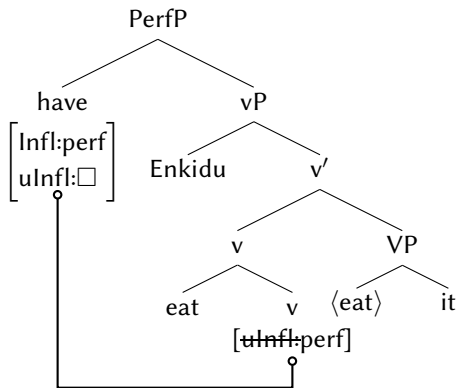 PerfP
have vP
[Infl:perf
uInfl:□]
Enkidu v′
v VP
eat v ⟨eat⟩ it
[uInfl:perf]